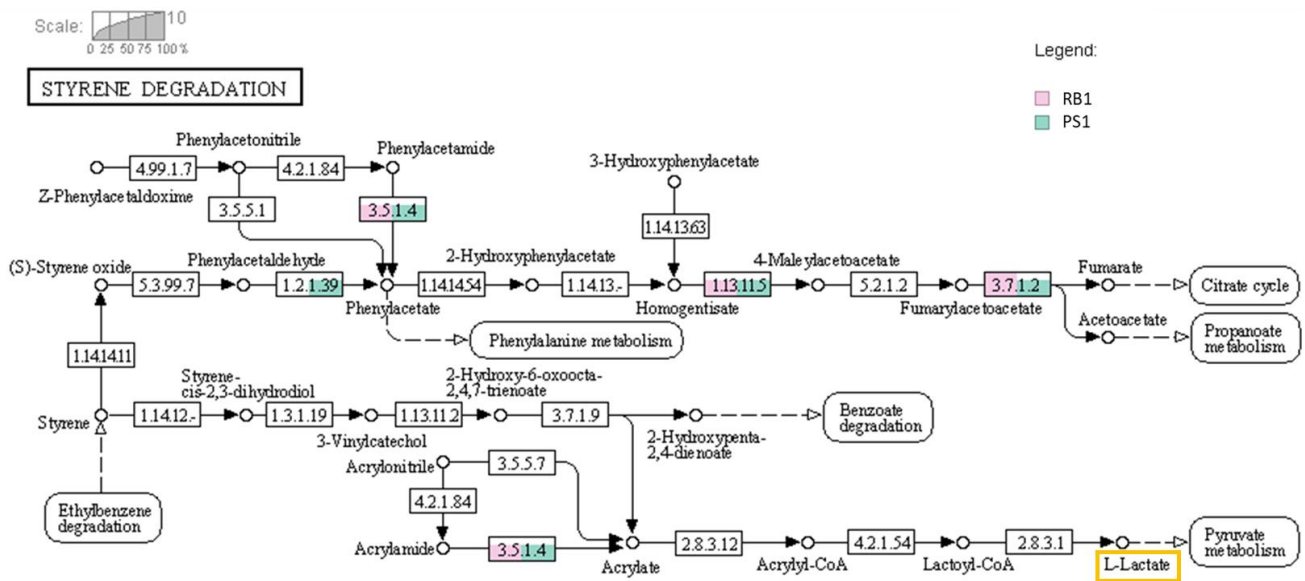 Scale:
10
0 25 50 75 100%
Legend:
RB1
PS1
STYRENE DEGRADATION
Phenylacetonitrile
Phenylacetamide
3-Hydroxyphenylacetate
4.99.1.7
4.2.1.84
Z-Phenylacetaldoxime
3.5.5.1
3.5.1.4
1.14.13.63
(S)-Styrene oxide
Phenylacetaldehyde
2-Hydroxyphenylacetate
4-Maleylacetoacetate
Fumarate
5.3.99.7
1.2.1.39
1.14.14.54
1.14.13.-
1.13.11.5
5.2.1.2
3.7.1.2
Citrate cycle
Phenylacetate
Homogentisate
Fumarylacetoacetate
Acetoacetate
Propanoate
metabolism
Phenylalanine metabolism
1.14.14.11
Styrene-
cis-2,3-dihydrodiol
2-Hydroxy-6-oxoocta-
2,4,7-trienoate
Styrene
1.14.12.-
1.3.1.19
1.13.11.2
3.7.1.9
Benzoate
degradation
3-Vinylcatechol
2-Hydroxypenta-
2,4-dienoate
Acrylonitrile
3.5.5.7
4.2.1.84
Ethylbenzene
degradation
Acrylamide
3.5.1.4
Acrylate
2.8.3.12
Acrylyl-CoA
4.2.1.54
Lactoyl-CoA
2.8.3.1
L-Lactate
Pyruvate
metabolism